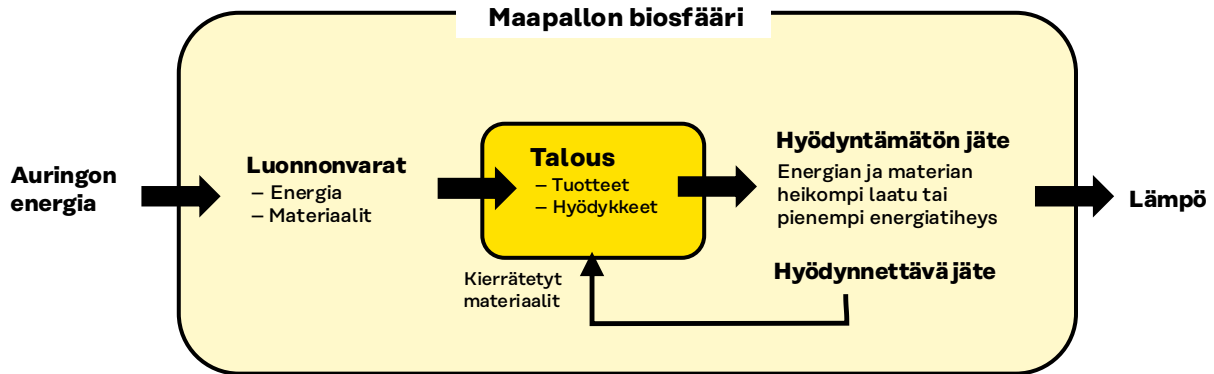 Maapallon biosfääri
Auringon
energia
Luonnonvarat
– Energia
– Materiaalit
Talous
– Tuotteet
– Hyödykkeet
Hyödyntämätön jäte
Energian ja materian
heikompi laatu tai
pienempi energiatiheys
Lämpö
Hyödynnettävä jäte
Kierrätetyt
materiaalit